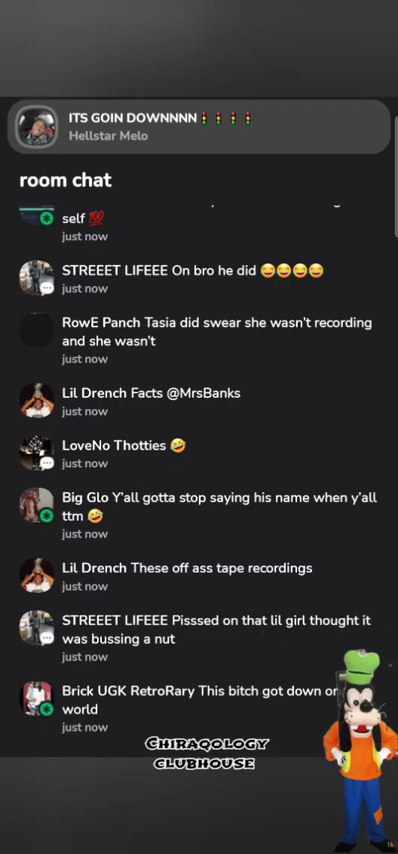 ITS GOIN DOWNNNN🚦🚦🚦🚦
Hellstar Melo
room chat
self 💯
just now
STREEET LIFEEE On bro he did 😂😂😂😂
just now
RowE Panch Tasia did swear she wasn't recording
and she wasn't
just now
Lil Drench Facts @MrsBanks
just now
LoveNo Thotties 🤣
just now
Big Glo Y'all gotta stop saying his name when y'all
ttm 🤣
just now
Lil Drench These off ass tape recordings
just now
STREEET LIFEEE Pisssed on that lil girl thought it
was bussing a nut
just now
Brick UGK RetroRary This bitch got down on
world
just now
CHIRAQOLOGY
CLUBHOUSE